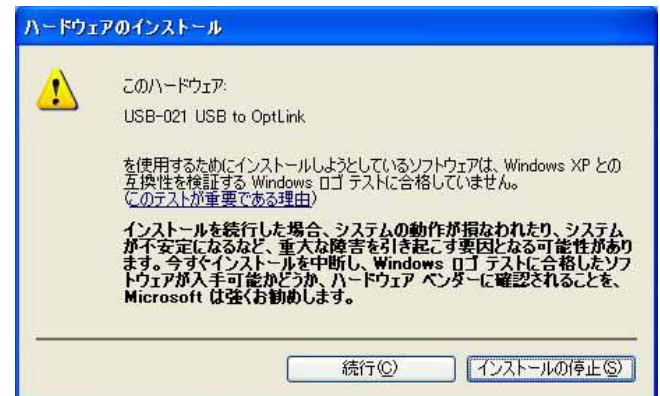 ハードウェアのインストール
このハードウェア:
USB-021 USB to OptLink
を使用するためにインストールしようとしているソフトウェアは、Windows XP との
互換性を検証する Windows ロゴ テストに合格していません。
(このテストが重要である理由)
インストールを続行した場合、システムの動作が損なわれたり、システム
が不安定になるなど、重大な障害を引き起こす要因となる可能性があり
ます。今すぐインストールを中断し、Windows ロゴ テストに合格したソフ
トウェアが入手可能かどうか、ハードウェア ベンダーに確認されることを、
Microsoft は強くお勧めします。
続行(C) インストールの停止(S)